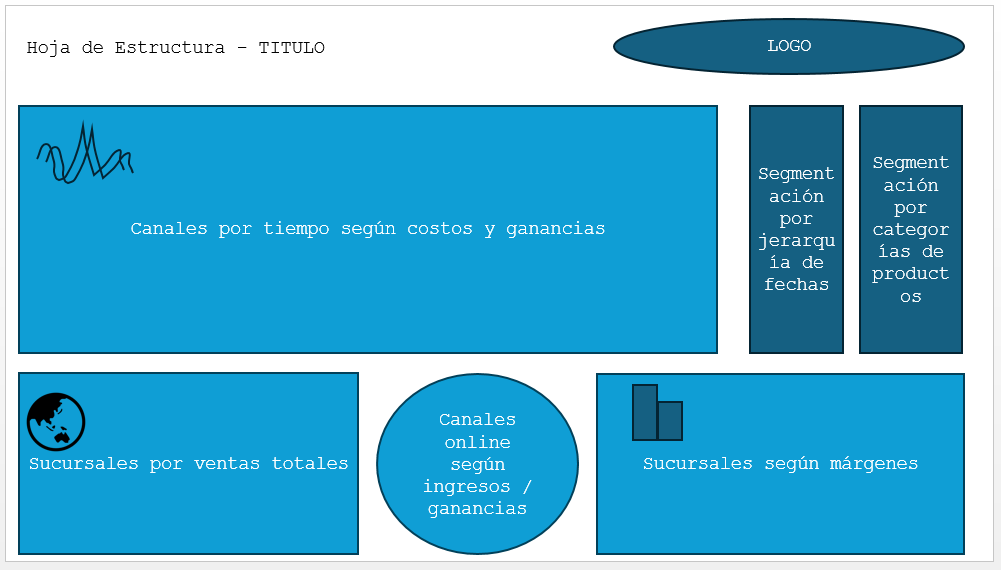 Hoja de Estructura - TITULO
LOGO
Canales por tiempo según costos y ganancias
Segment
ación
por
jerarqu
ía de
fechas
Segment
ación
por
categor
ías de
product
os
Sucursales por ventas totales
Canales
online
según
ingresos /
ganancias
Sucursales según márgenes